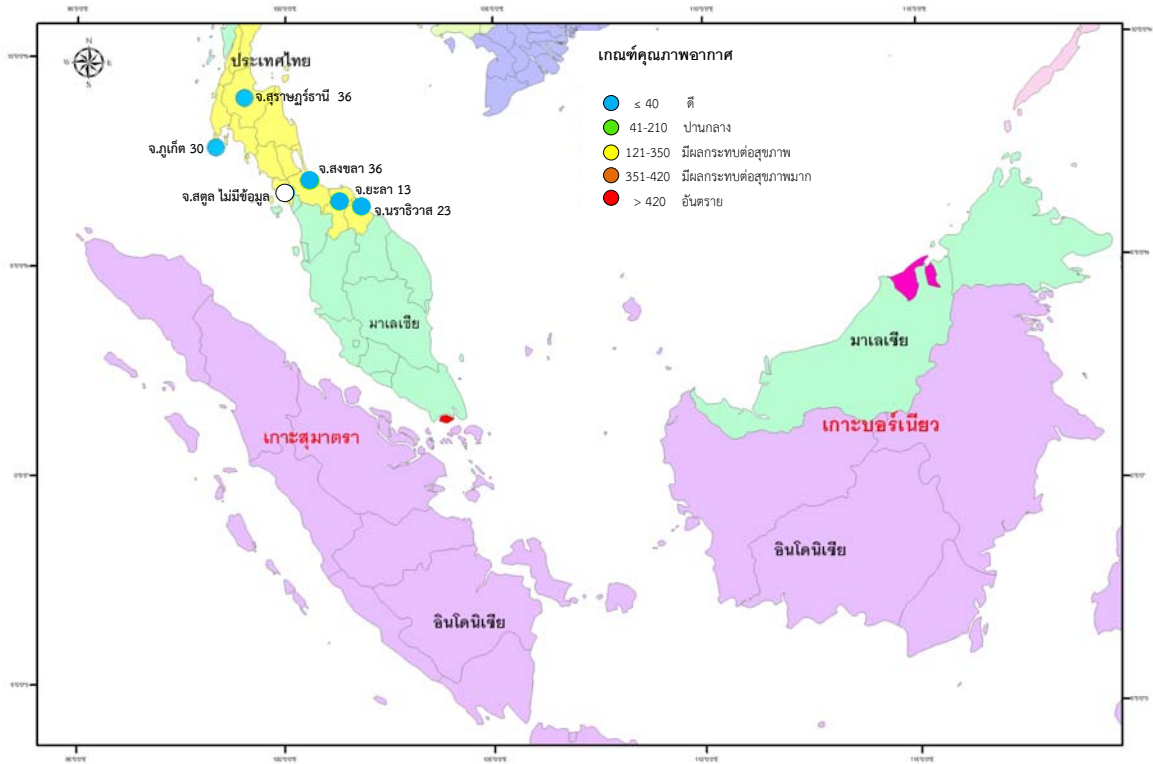 N
W E
S
ประเทศไทย
จ.สุราษฏร์ธานี 36
จ.ภูเก็ต 30
จ.สงขลา 36
จ.สตูล ไม่มีข้อมูล
จ.ยะลา 13
จ.นราธิวาส 23
เกณฑ์คุณภาพอากาศ
≤ 40 ดี
41-210 ปานกลาง
121-350 มีผลกระทบต่อสุขภาพ
351-420 มีผลกระทบต่อสุขภาพมาก
> 420 อันตราย
มาเลเซีย
มาเลเซีย
เกาะสุมาตรา
เกาะบอร์เนียว
อินโดนิเซีย
อินโดนิเซีย